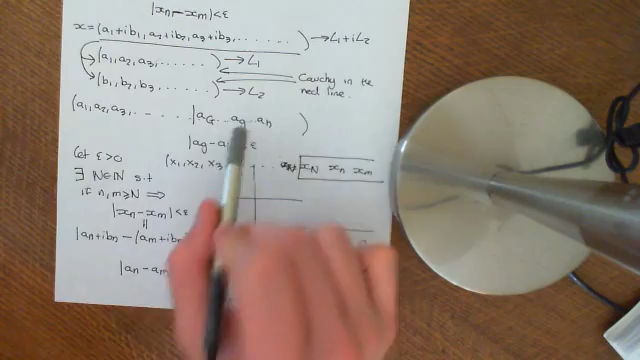 |xn - xm| < ε
x = (a1+ib1, a2+ib2, a3+ib3, . . . . . . ) → L1 + iL2
(a1, a2, a3, . . . . . . ) → L1
(b1, b2, b3, . . . . . . ) → L2
Cauchy in the
real line.
(a1, a2, a3, . . . . . . |aG ... ag ... an )
|ag - a ε
Let ε>0
(x1, x2, x3 . . . xN xn xm
∃ N∈ℕ s.t
if n,m ≥ N ⟹
|xn - xm| < ε
||
|an + ibn - (am + ibm
|an - am